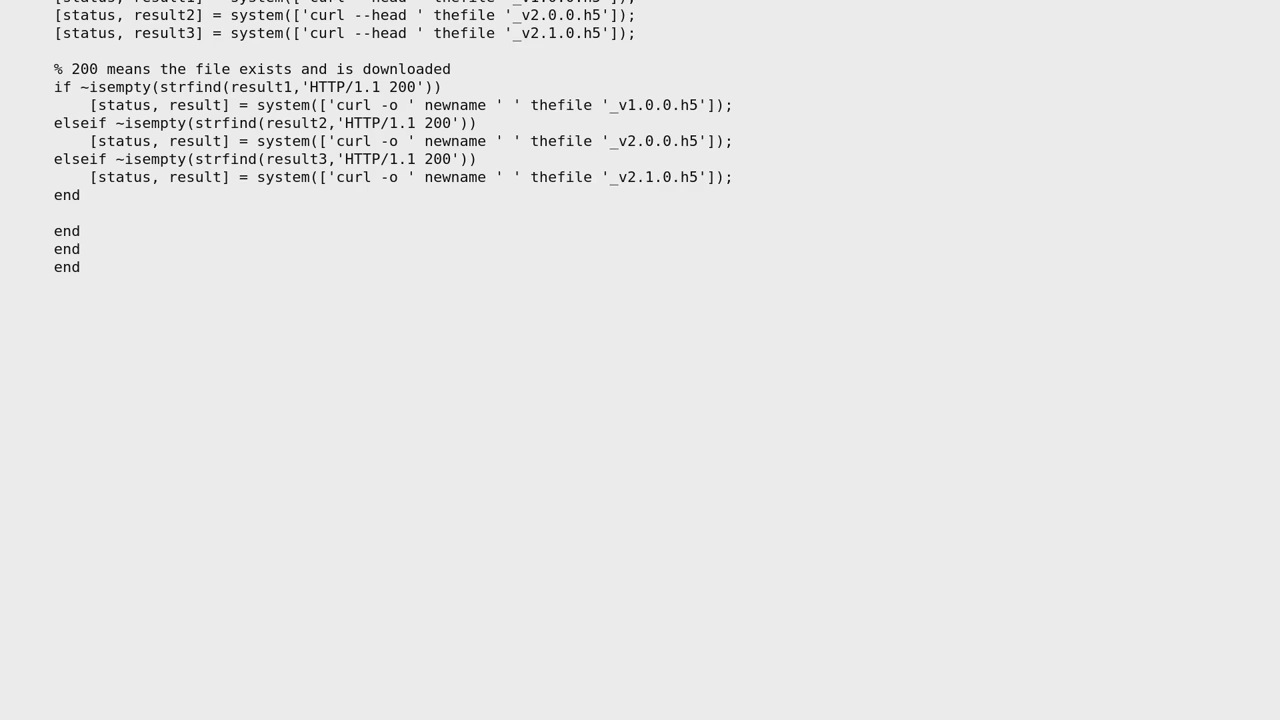 [status, result2] = system(['curl --head ' thefile '_v2.0.0.h5']);
[status, result3] = system(['curl --head ' thefile '_v2.1.0.h5']);
% 200 means the file exists and is downloaded
if ~isempty(strfind(result1,'HTTP/1.1 200'))
    [status, result] = system(['curl -o ' newname ' ' thefile '_v1.0.0.h5']);
elseif ~isempty(strfind(result2,'HTTP/1.1 200'))
    [status, result] = system(['curl -o ' newname ' ' thefile '_v2.0.0.h5']);
elseif ~isempty(strfind(result3,'HTTP/1.1 200'))
    [status, result] = system(['curl -o ' newname ' ' thefile '_v2.1.0.h5']);
end
end
end
end